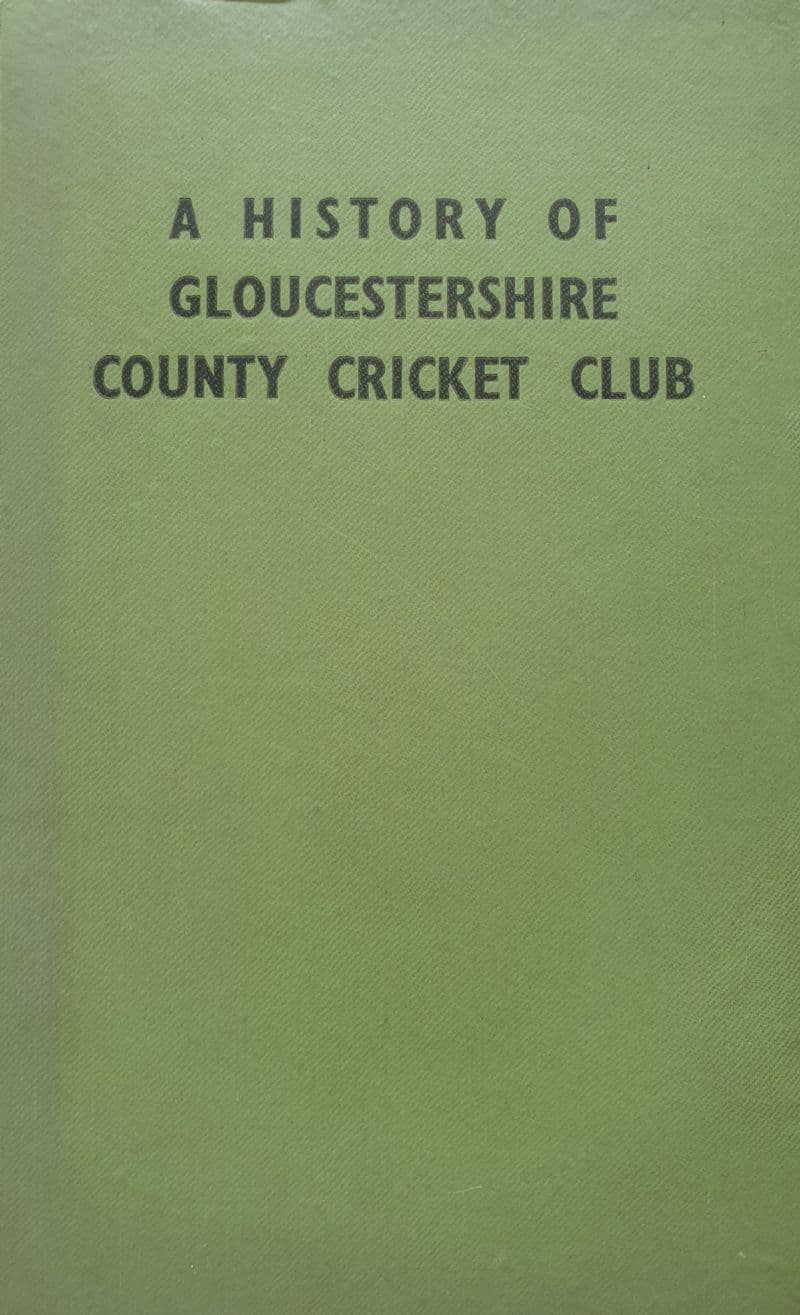 A HISTORY OF
GLOUCESTERSHIRE
COUNTY CRICKET CLUB